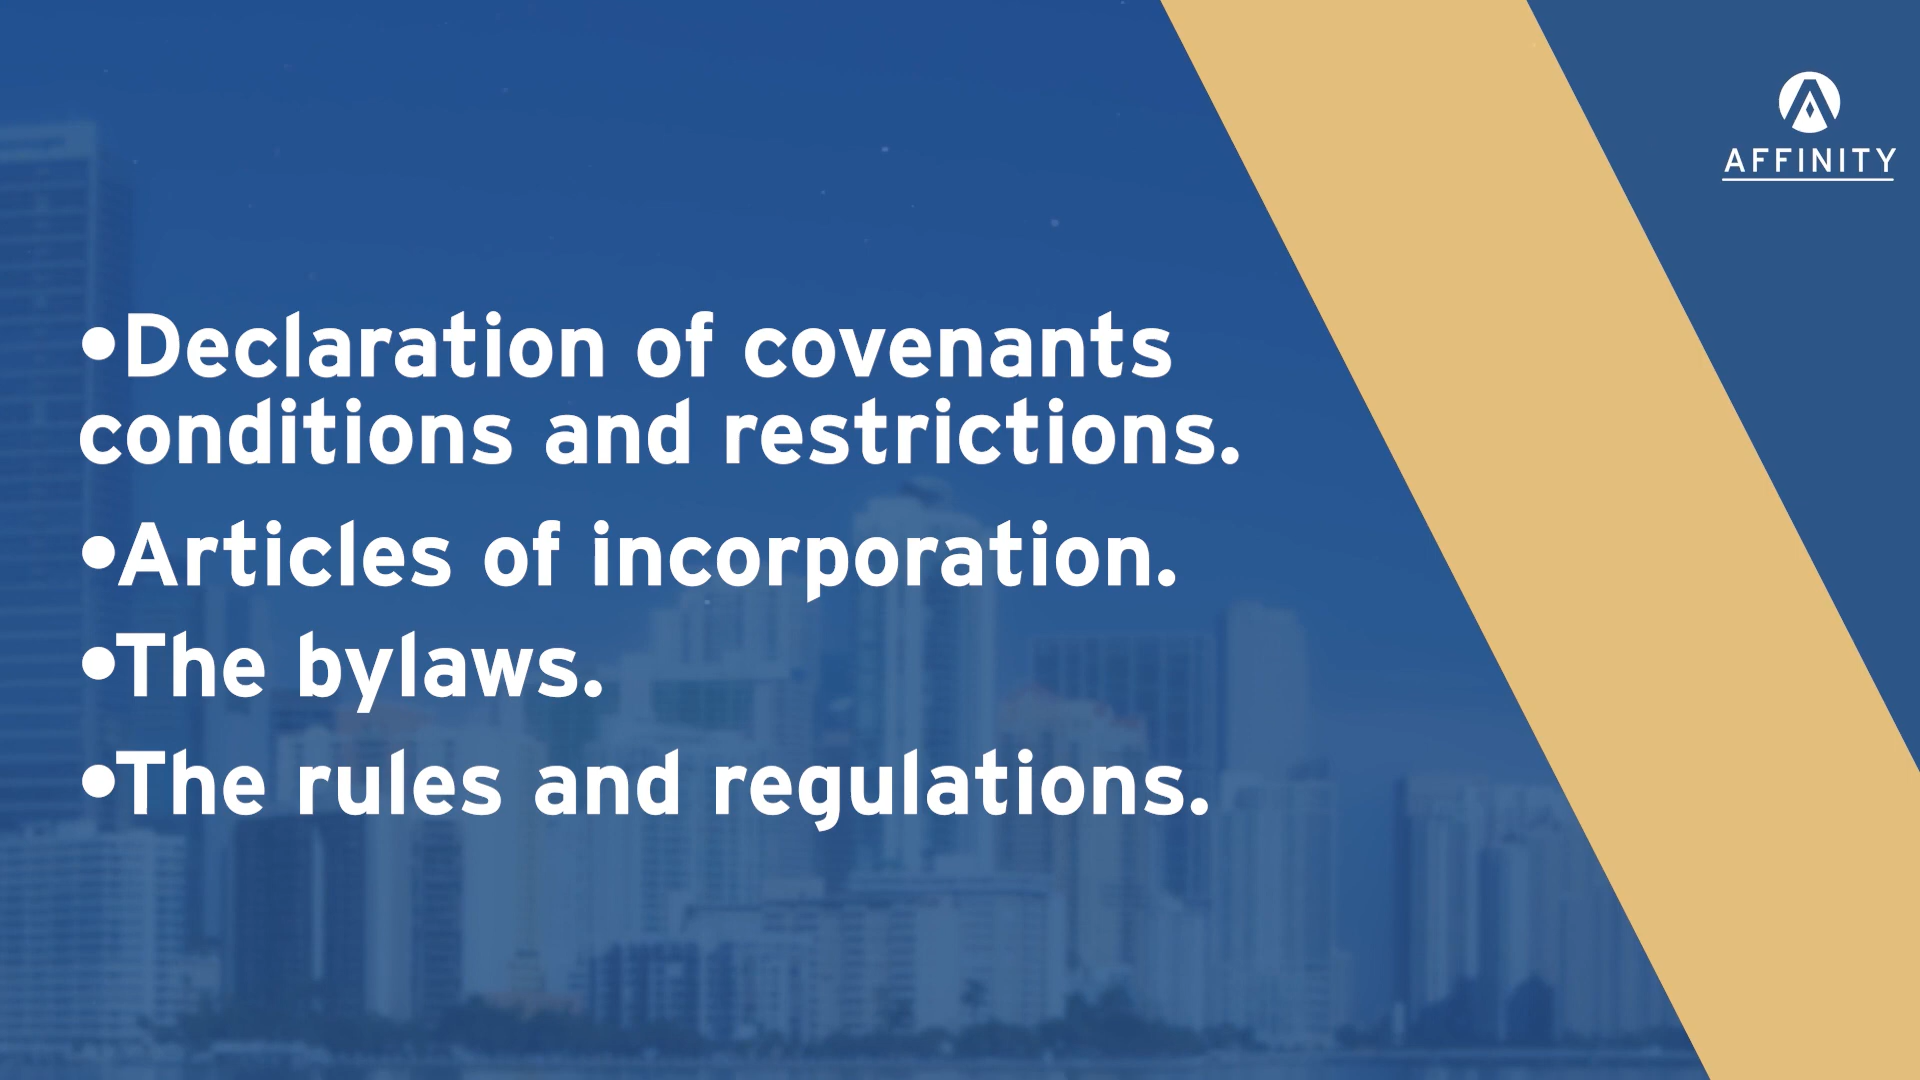 AFFINITY
•Declaration of covenants
conditions and restrictions.
•Articles of incorporation.
•The bylaws.
•The rules and regulations.